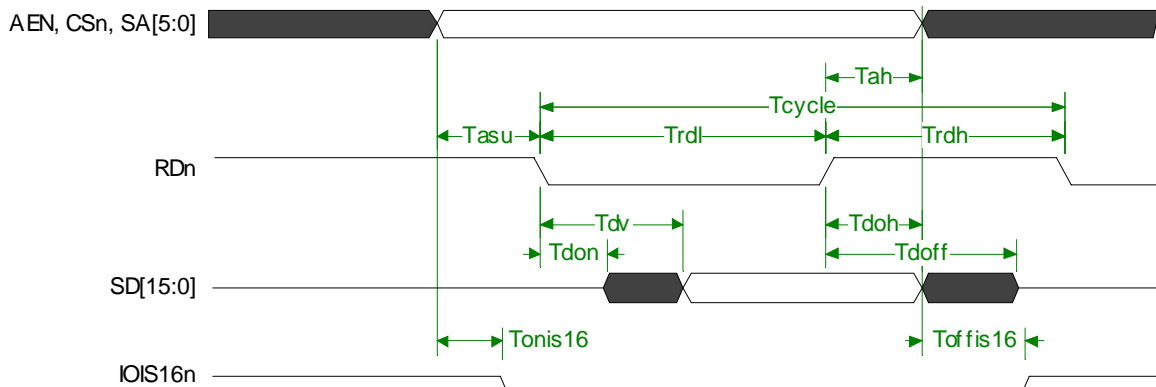 AEN, CSn, SA[5:0]
Tah
Tcycle
Tasu
Trdl
Trdh
RDn
Tdv
Tdoh
Tdon
Tdoff
SD[15:0]
Tonis16
Toffis16
IOIS16n